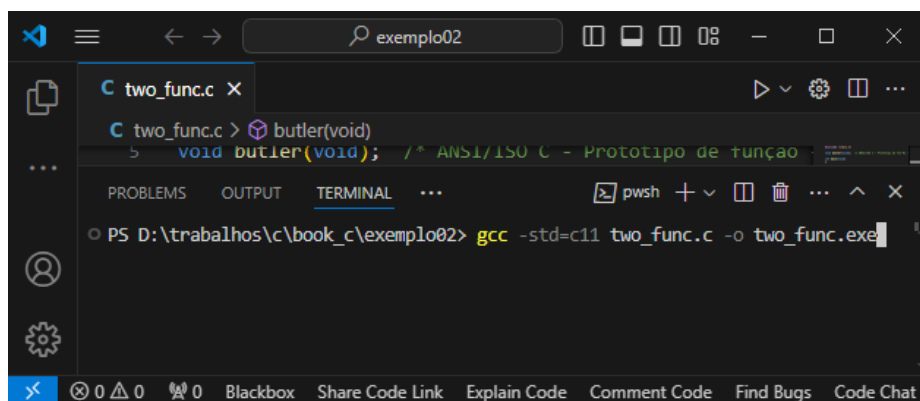 exemplo02
C two_func.c
C two_func.c > butler(void)
5 void butler(void); /* ANSI/ISO C - Prototipo de função
PROBLEMS OUTPUT TERMINAL ... pwsh
PS D:\trabalhos\c\book_c\exemplo02> gcc -std=c11 two_func.c -o two_func.exe
0 0 0 Blackbox Share Code Link Explain Code Comment Code Find Bugs Code Chat